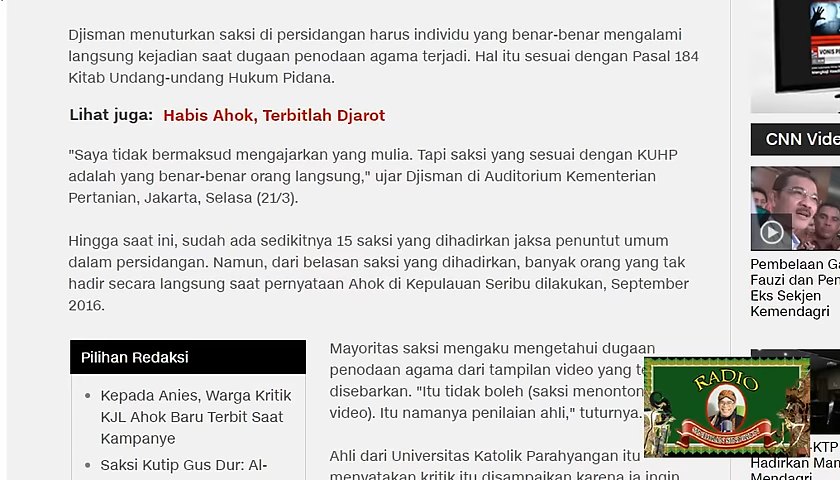 Djisman menuturkan saksi di persidangan harus individu yang benar-benar mengalami
langsung kejadian saat dugaan penodaan agama terjadi. Hal itu sesuai dengan Pasal 184
Kitab Undang-undang Hukum Pidana.
Lihat juga: Habis Ahok, Terbitlah Djarot
"Saya tidak bermaksud mengajarkan yang mulia. Tapi saksi yang sesuai dengan KUHP
adalah yang benar-benar orang langsung," ujar Djisman di Auditorium Kementerian
Pertanian, Jakarta, Selasa (21/3).
Hingga saat ini, sudah ada sedikitnya 15 saksi yang dihadirkan jaksa penuntut umum
dalam persidangan. Namun, dari belasan saksi yang dihadirkan, banyak orang yang tak
hadir secara langsung saat pernyataan Ahok di Kepulauan Seribu dilakukan, September
2016.
Pilihan Redaksi
Kepada Anies, Warga Kritik
KJL Ahok Baru Terbit Saat
Kampanye
Saksi Kutip Gus Dur: Al-
Mayoritas saksi mengaku mengetahui dugaan
penodaan agama dari tampilan video yang
disebarkan. "Itu tidak boleh (saksi menonton
video). Itu namanya penilaian ahli," tuturnya.
Ahli dari Universitas Katolik Parahyangan itu
menyatakan kritik itu disampaikan karena ia ingin
CNN Vide
Pembelaan Ga
Fauzi dan Pen
Eks Sekjen
Kemendagri
RADIO
-KTP
Hadirkan Man
Mendagri